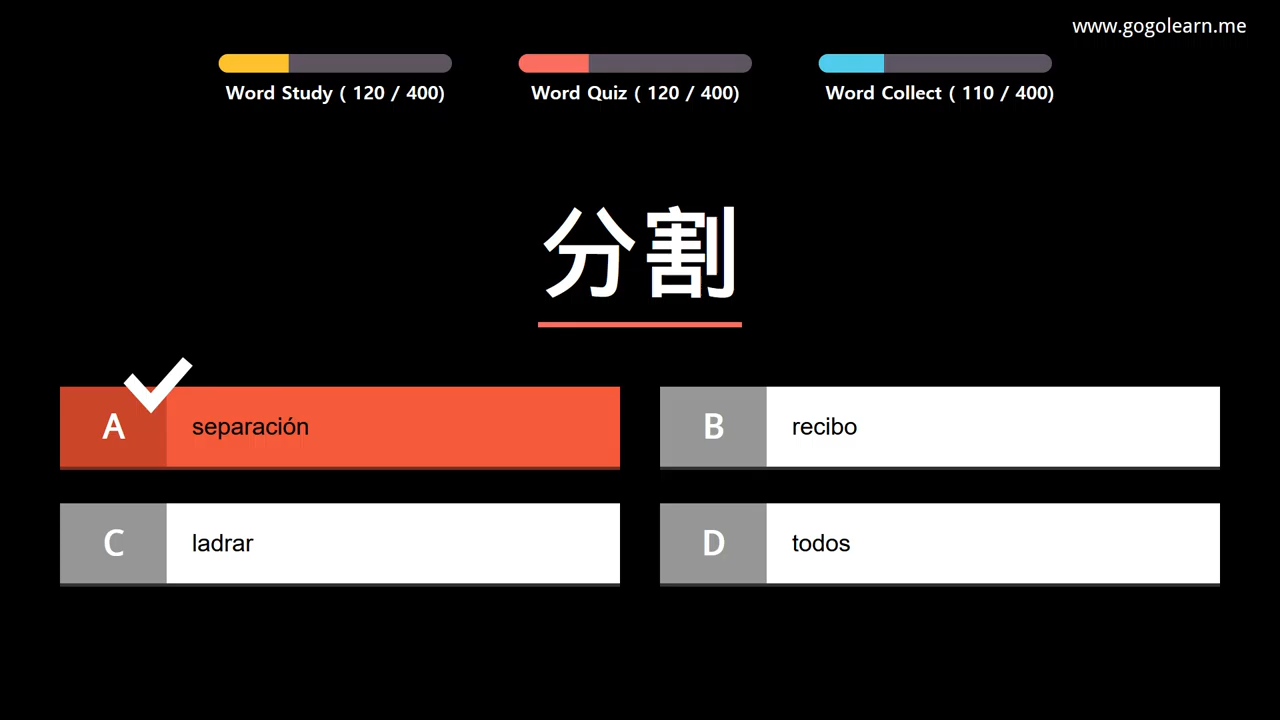 www.gogolearn.me
Word Study ( 120 / 400)
Word Quiz ( 120 / 400)
Word Collect ( 110 / 400)
分割
A separación
B recibo
C ladrar
D todos